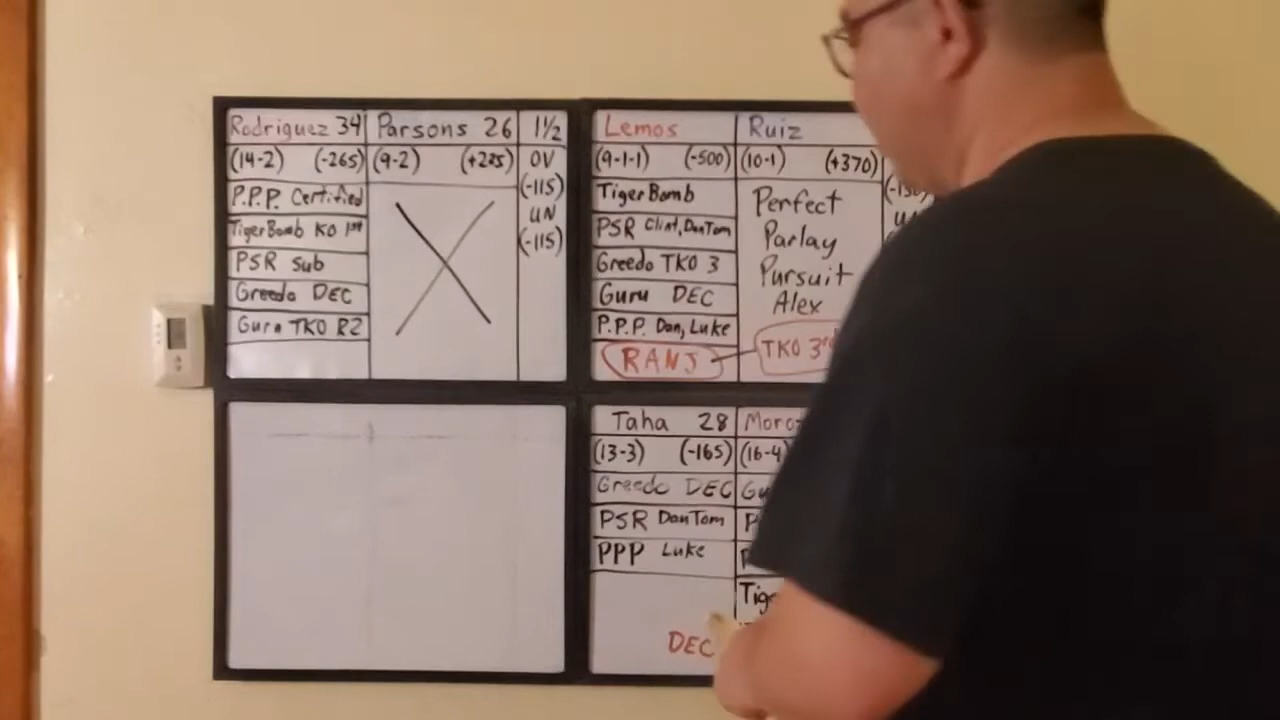 Rodriguez 34 Parsons 26 1½
(14-2) (-265) (9-2) (+225) OV
(-115)
UN
(-115)
P.P.P. Certified
TigerBomb KO 1st
PSR Sub
Greedo DEC
Guru TKO R2
Lemos Ruiz
(9-1-1) (-500) (10-1) (+370)
TigerBomb
PSR Clint, DanTom
Greedo TKO 3
Guru DEC
P.P.P. Dan, Luke
RANJ
Perfect
Parlay
Pursuit
Alex
TKO 3rd
Taha 28
(13-3) (-165) (16-4)
Greedo DEC
PSR DanTom
PPP Luke
DEC